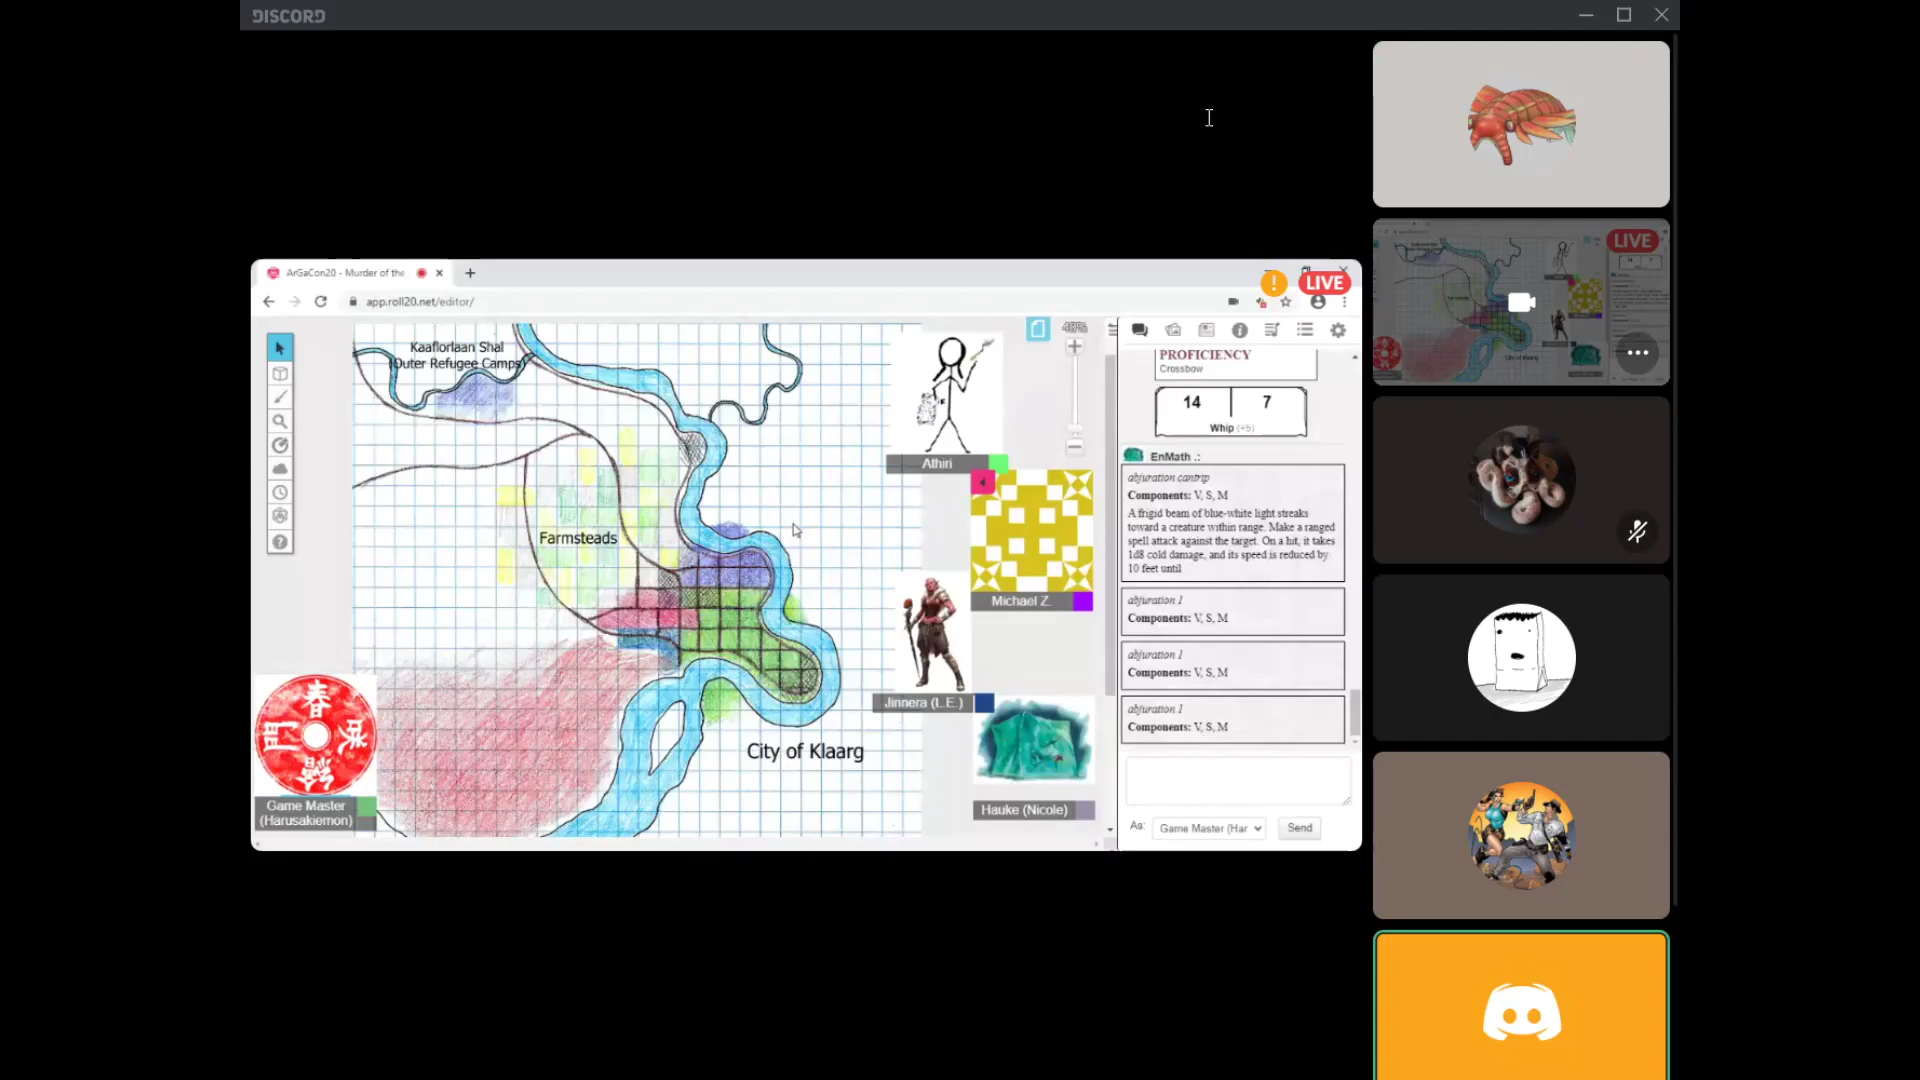 DISCORD
ArGaCon20 - Murder of the
LIVE
app.roll20.net/editor/
LIVE
Kaaflorlaan Shal
(Outer Refugee Camps)
Farmsteads
City of Klaarg
Athiri
Michael Z.
Jinnera (L.E.)
Hauke (Nicole)
春
Game Master
(Harusakiemon)
PROFICIENCY
Crossbow
14 7
Whip (+5)
EnMath .:
abjuration cantrip
Components: V, S, M
A frigid beam of blue-white light streaks
toward a creature within range. Make a ranged
spell attack against the target. On a hit, it takes
1d8 cold damage, and its speed is reduced by
10 feet until
abjuration 1
Components: V, S, M
abjuration 1
Components: V, S, M
abjuration 1
Components: V, S, M
As: Game Master (Har Send